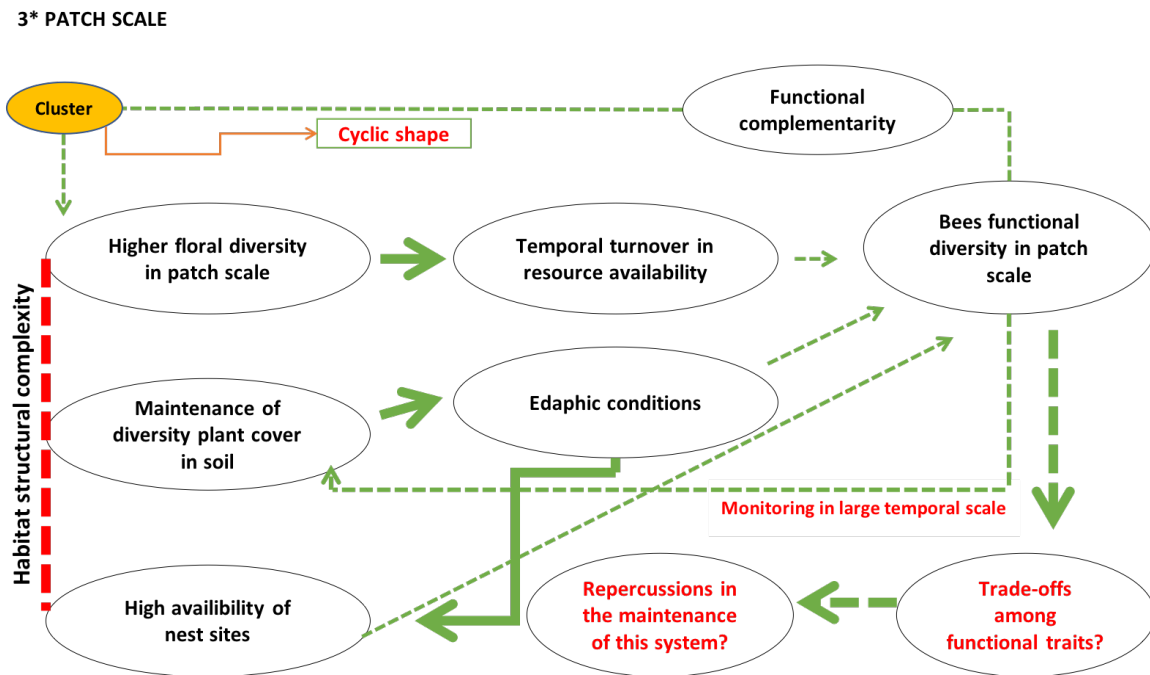 3* PATCH SCALE
Cluster
Functional
complementarity
Cyclic shape
Higher floral diversity
in patch scale
Temporal turnover in
resource availability
Bees functional
diversity in patch
scale
Habitat structural complexity
Maintenance of
diversity plant cover
in soil
Edaphic conditions
Monitoring in large temporal scale
High availibility of
nest sites
Repercussions in
the maintenance
of this system?
Trade-offs
among
functional traits?